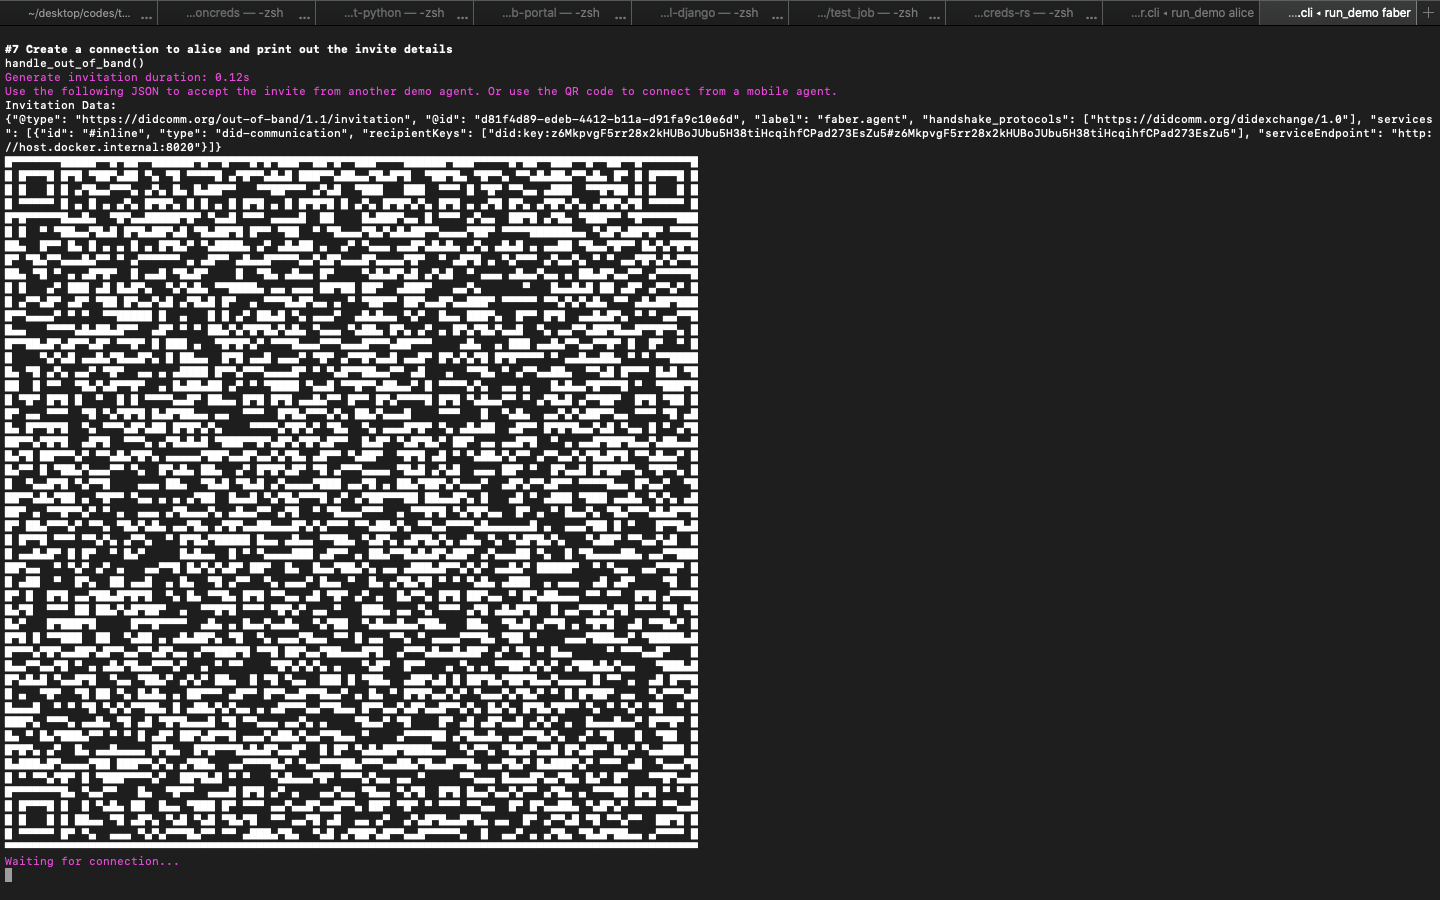 ~/desktop/codes/t... ...
...oncreds — -zsh ...
...t-python — -zsh ...
...b-portal — -zsh ...
...l-django — -zsh ...
.../test_job — -zsh ...
...creds-rs — -zsh ...
...r.cli ◂ run_demo alice
....cli ◂ run_demo faber
#7 Create a connection to alice and print out the invite details
handle_out_of_band()
Generate invitation duration: 0.12s
Use the following JSON to accept the invite from another demo agent. Or use the QR code to connect from a mobile agent.
Invitation Data:
{"@type": "https://didcomm.org/out-of-band/1.1/invitation", "@id": "d81f4d89-edeb-4412-b11a-d91fa9c10e6d", "label": "faber.agent", "handshake_protocols": ["https://didcomm.org/didexchange/1.0"], "services
": [{"id": "#inline", "type": "did-communication", "recipientKeys": ["did:key:z6MkpvgF5rr28x2kHUBoJUbu5H38tiHcqihfCPad273EsZu5#z6MkpvgF5rr28x2kHUBoJUbu5H38tiHcqihfCPad273EsZu5"], "serviceEndpoint": "http:
//host.docker.internal:8020"}]}
Waiting for connection...